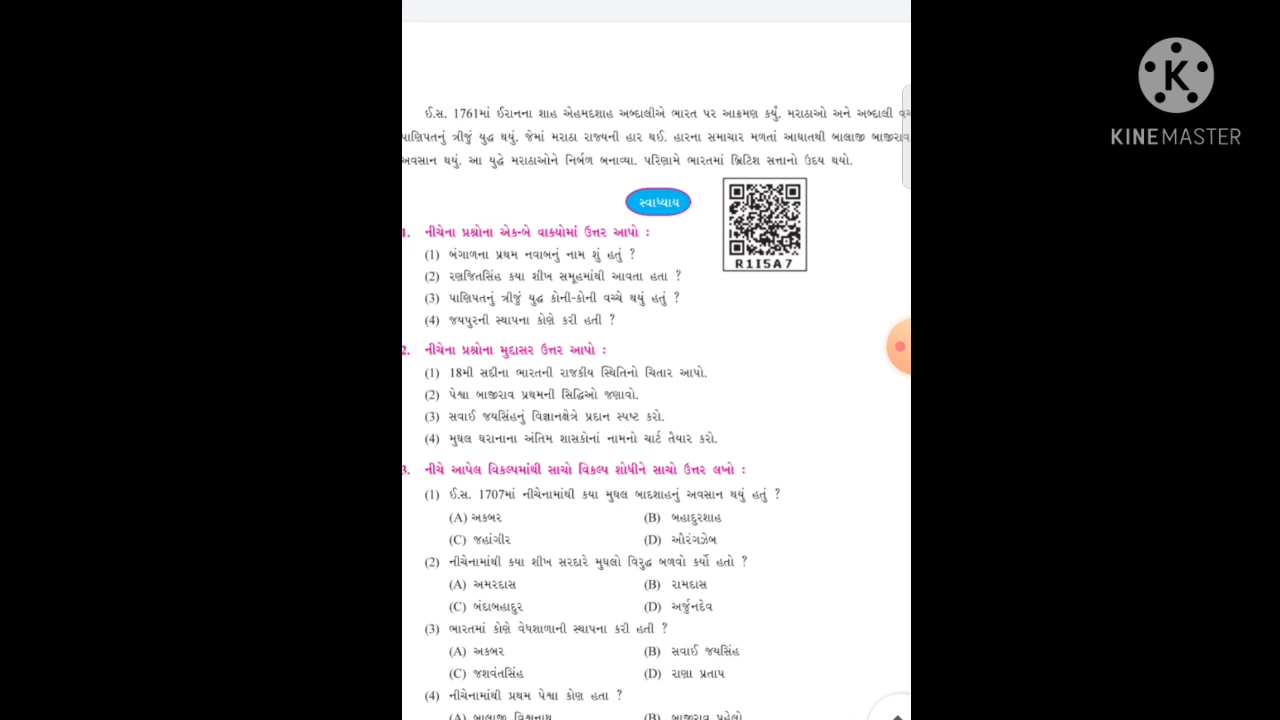 ઈ.સ. 1761માં ઈરાનના શાહ એહમદશાહ અબ્દાલીએ ભારત પર આક્રમણ કર્યું. મરાઠાઓ અને અબ્દાલી વચ્
પાણિપતનું ત્રીજું યુદ્ધ થયું. જેમાં મરાઠા રાજ્યની હાર થઈ. હારના સમાચાર મળતાં આઘાતથી બાલાજી બાજીરાવ
અવસાન થયું. આ યુદ્ધે મરાઠાઓને નિર્બળ બનાવ્યા. પરિણામે ભારતમાં બ્રિટિશ સત્તાનો ઉદય થયો.
KINEMASTER
સ્વાધ્યાય
R1I5A7
1. નીચેના પ્રશ્નોના એક-બે વાક્યોમાં ઉત્તર આપો :
(1) બંગાળના પ્રથમ નવાબનું નામ શું હતું ?
(2) રણજિતસિંહ કયા શીખ સમૂહમાંથી આવતા હતા ?
(3) પાણિપતનું ત્રીજું યુદ્ધ કોની-કોની વચ્ચે થયું હતું ?
(4) જયપુરની સ્થાપના કોણે કરી હતી ?
2. નીચેના પ્રશ્નોના મુદ્દાસર ઉત્તર આપો :
(1) 18મી સદીના ભારતની રાજકીય સ્થિતિનો ચિતાર આપો.
(2) પેશ્વા બાજીરાવ પ્રથમની સિદ્ધિઓ જણાવો.
(3) સવાઈ જયસિંહનું વિજ્ઞાનક્ષેત્રે પ્રદાન સ્પષ્ટ કરો.
(4) મુઘલ ઘરાનાના અંતિમ શાસકોનાં નામનો ચાર્ટ તૈયાર કરો.
3. નીચે આપેલ વિકલ્પમાંથી સાચો વિકલ્પ શોધીને સાચો ઉત્તર લખો :
(1) ઈ.સ. 1707માં નીચેનામાંથી કયા મુઘલ બાદશાહનું અવસાન થયું હતું ?
(A) અકબર (B) બહાદુરશાહ
(C) જહાંગીર (D) ઔરંગઝેબ
(2) નીચેનામાંથી કયા શીખ સરદારે મુઘલો વિરુદ્ધ બળવો કર્યો હતો ?
(A) અમરદાસ (B) રામદાસ
(C) બંદાબહાદુર (D) અર્જુનદેવ
(3) ભારતમાં કોણે વેધશાળાની સ્થાપના કરી હતી ?
(A) અકબર (B) સવાઈ જયસિંહ
(C) જશવંતસિંહ (D) રાણા પ્રતાપ
(4) નીચેનામાંથી પ્રથમ પેશ્વા કોણ હતા ?
(A) બાલાજી વિશ્વનાથ (B) બાજીરાવ પહેલો